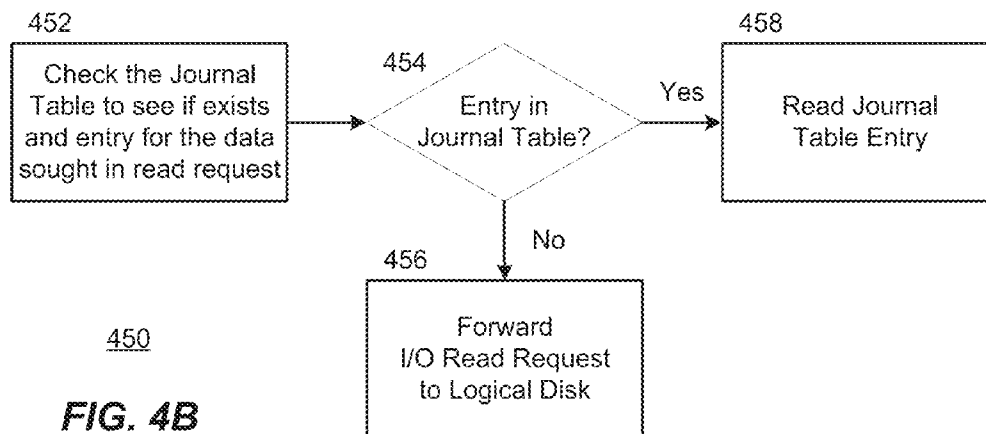 452
Check the Journal
Table to see if exists
and entry for the data
sought in read request
454
Entry in
Journal Table?
Yes
458
Read Journal
Table Entry
No
456
Forward
I/O Read Request
to Logical Disk
450
FIG. 4B